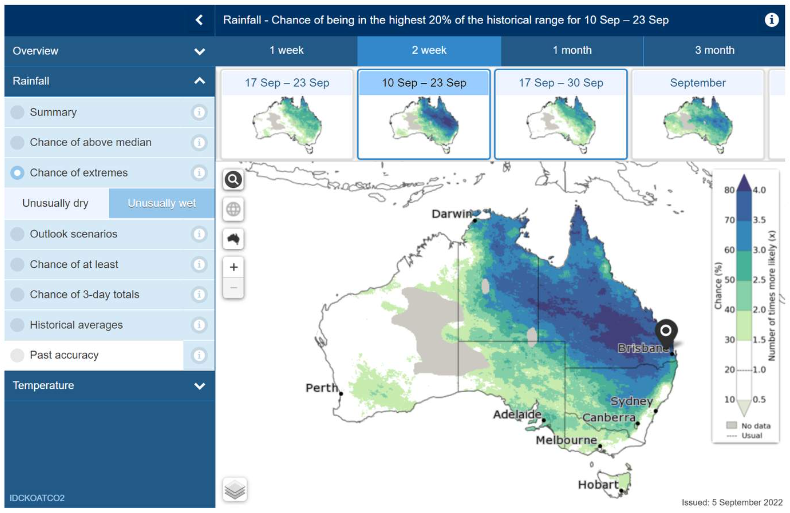 Rainfall - Chance of being in the highest 20% of the historical range for 10 Sep – 23 Sep
Overview
1 week
2 week
1 month
3 month
Rainfall
17 Sep – 23 Sep
10 Sep – 23 Sep
17 Sep – 30 Sep
September
Summary
Chance of above median
Chance of extremes
Unusually dry
Unusually wet
Outlook scenarios
Chance of at least
Chance of 3-day totals
Historical averages
Past accuracy
Temperature
IDCKOATCO2
+
−
Darwin
Brisbane
Perth
Sydney
Adelaide
Canberra
Melbourne
Hobart
Chance (%)
80
70
60
50
40
30
20
10
4.0
3.5
3.0
2.5
2.0
1.5
1.0
0.5
Number of times more likely (x)
No data
Usual
Issued: 5 September 2022